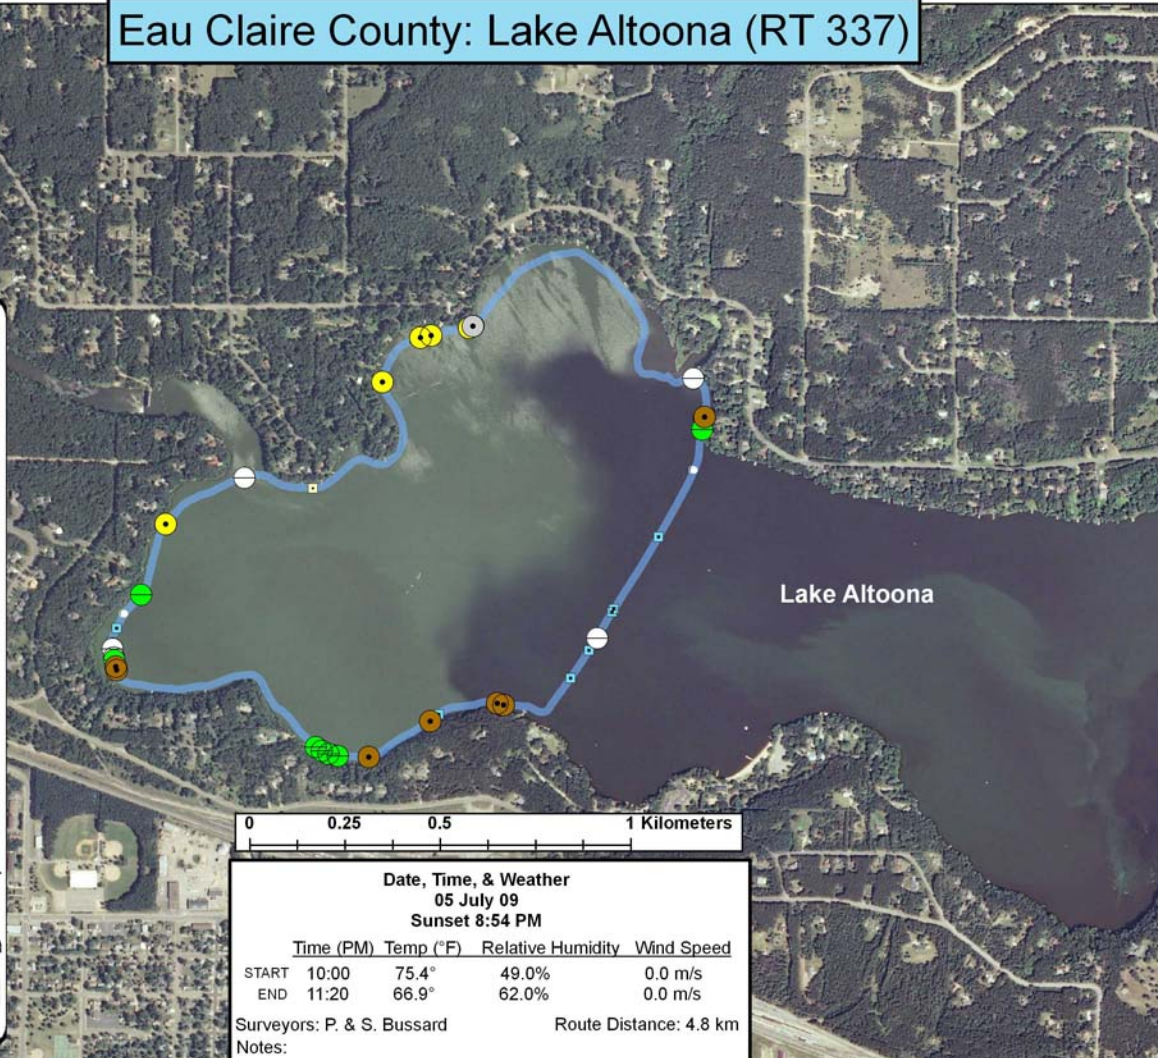 Eau Claire County: Lake Altoona (RT 337)
Lake Altoona
0 0.25 0.5 1 Kilometers
Date, Time, & Weather
05 July 09
Sunset 8:54 PM
Time (PM) Temp (°F) Relative Humidity Wind Speed
START 10:00 75.4° 49.0% 0.0 m/s
END 11:20 66.9° 62.0% 0.0 m/s
Surveyors: P. & S. Bussard Route Distance: 4.8 km
Notes: